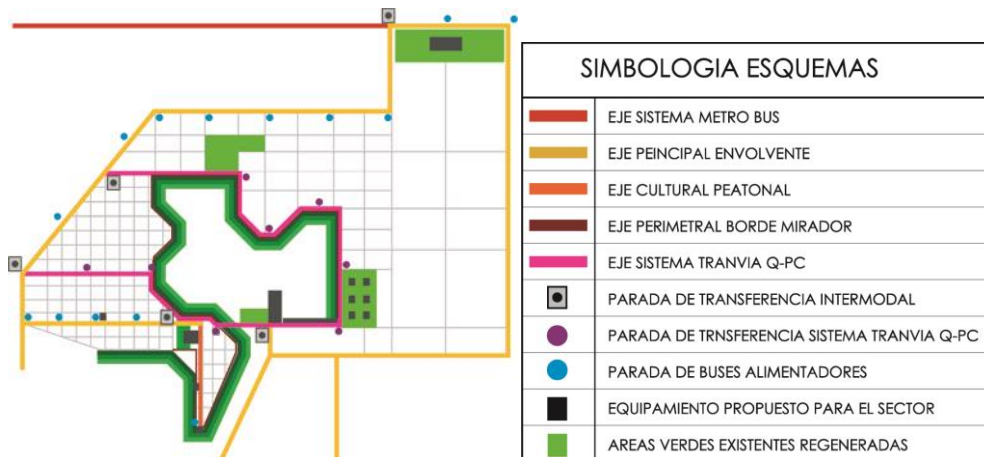 SIMBOLOGIA ESQUEMAS
EJE SISTEMA METRO BUS
EJE PEINCIPAL ENVOLVENTE
EJE CULTURAL PEATONAL
EJE PERIMETRAL BORDE MIRADOR
EJE SISTEMA TRANVIA Q-PC
PARADA DE TRANSFERENCIA INTERMODAL
PARADA DE TRNSFERENCIA SISTEMA TRANVIA Q-PC
PARADA DE BUSES ALIMENTADORES
EQUIPAMIENTO PROPUESTO PARA EL SECTOR
AREAS VERDES EXISTENTES REGENERADAS